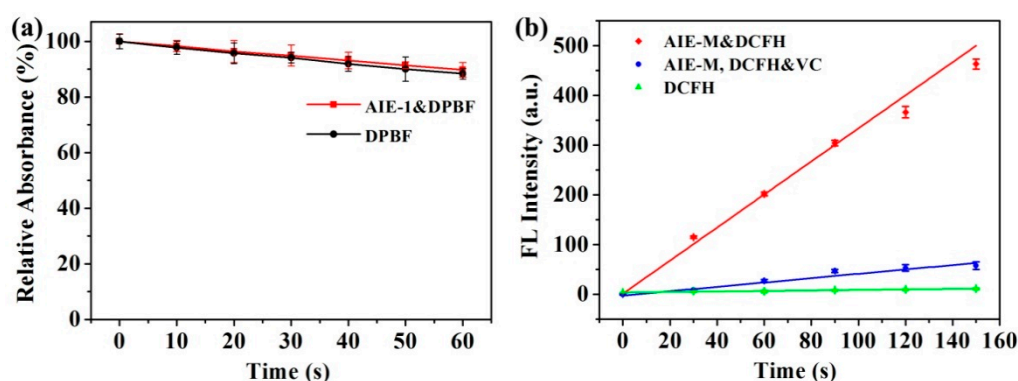 (a)
Relative Absorbance (%)
100
80
60
40
20
0
AIE-1&DPBF
DPBF
0 10 20 30 40 50 60
Time (s)
(b)
FL Intensity (a.u.)
500
400
300
200
100
0
AIE-M&DCFH
AIE-M, DCFH&VC
DCFH
0 20 40 60 80 100 120 140 160
Time (s)